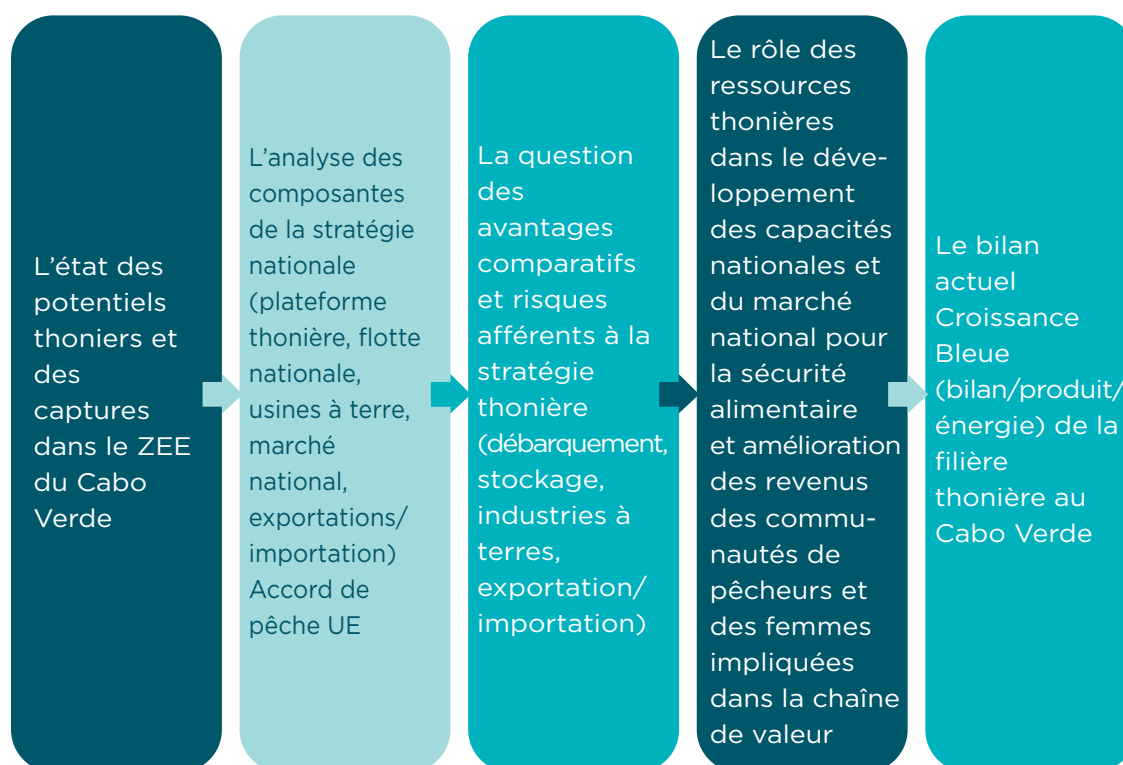 L’état des
potentiels
thoniers et
des
captures
dans le ZEE
du Cabo
Verde
L’analyse des
composantes
de la stratégie
nationale
(plateforme
thonière, flotte
nationale,
usines à terre,
marché
national,
exportations/
importation)
Accord de
pêche UE
La question
des
avantages
comparatifs
et risques
afférents à la
stratégie
thonière
(débarquement,
stockage,
industries à
terres,
exportation/
importation)
Le rôle des
ressources
thonières
dans le déve-
loppement
des capacités
nationales et
du marché
national pour
la sécurité
alimentaire
et amélioration
des revenus
des commu-
nautés de
pêcheurs et
des femmes
impliquées
dans la chaîne
de valeur
Le bilan
actuel
Croissance
Bleue
(bilan/produit/
énergie) de la
filière
thonière au
Cabo Verde